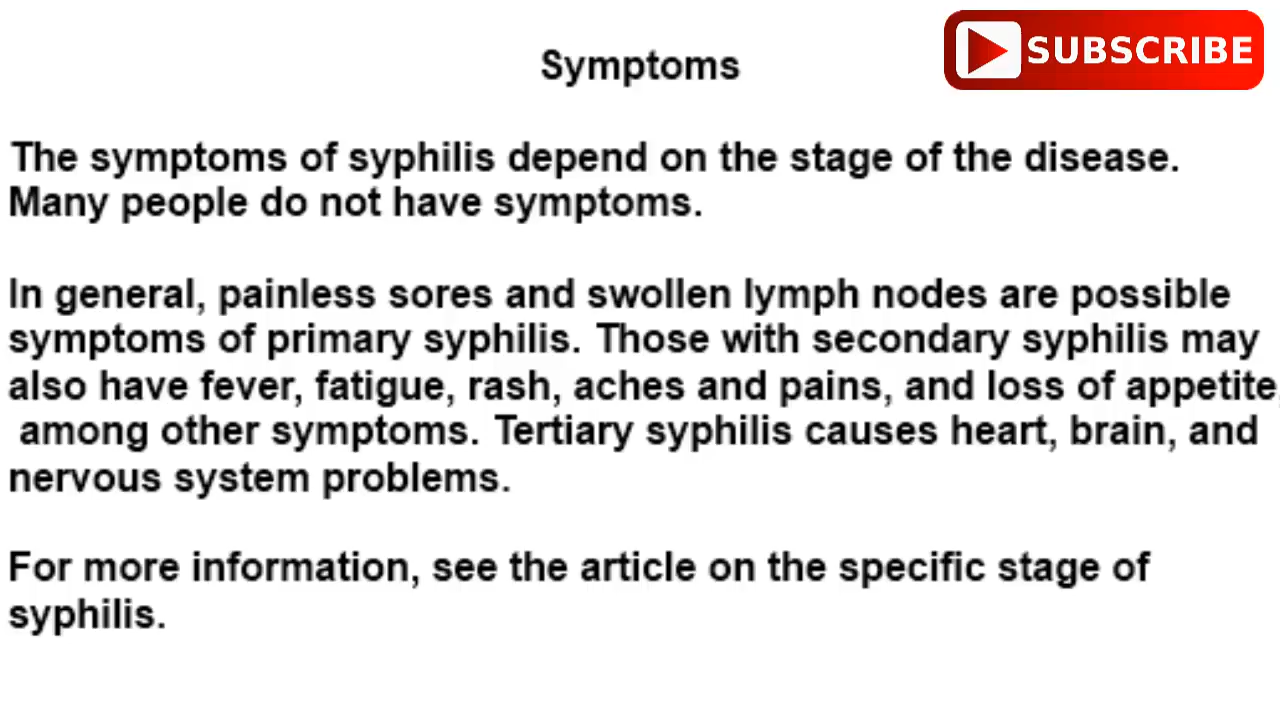 SUBSCRIBE
Symptoms
The symptoms of syphilis depend on the stage of the disease.
Many people do not have symptoms.
In general, painless sores and swollen lymph nodes are possible
symptoms of primary syphilis. Those with secondary syphilis may
also have fever, fatigue, rash, aches and pains, and loss of appetite,
among other symptoms. Tertiary syphilis causes heart, brain, and
nervous system problems.
For more information, see the article on the specific stage of
syphilis.